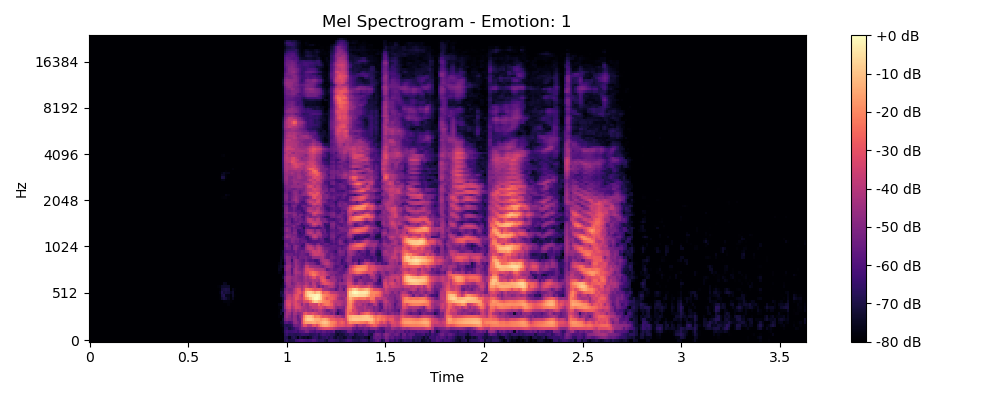 Mel Spectrogram - Emotion: 1
Hz
16384
8192
4096
2048
1024
512
0
0 0.5 1 1.5 2 2.5 3 3.5
Time
+0 dB
-10 dB
-20 dB
-30 dB
-40 dB
-50 dB
-60 dB
-70 dB
-80 dB